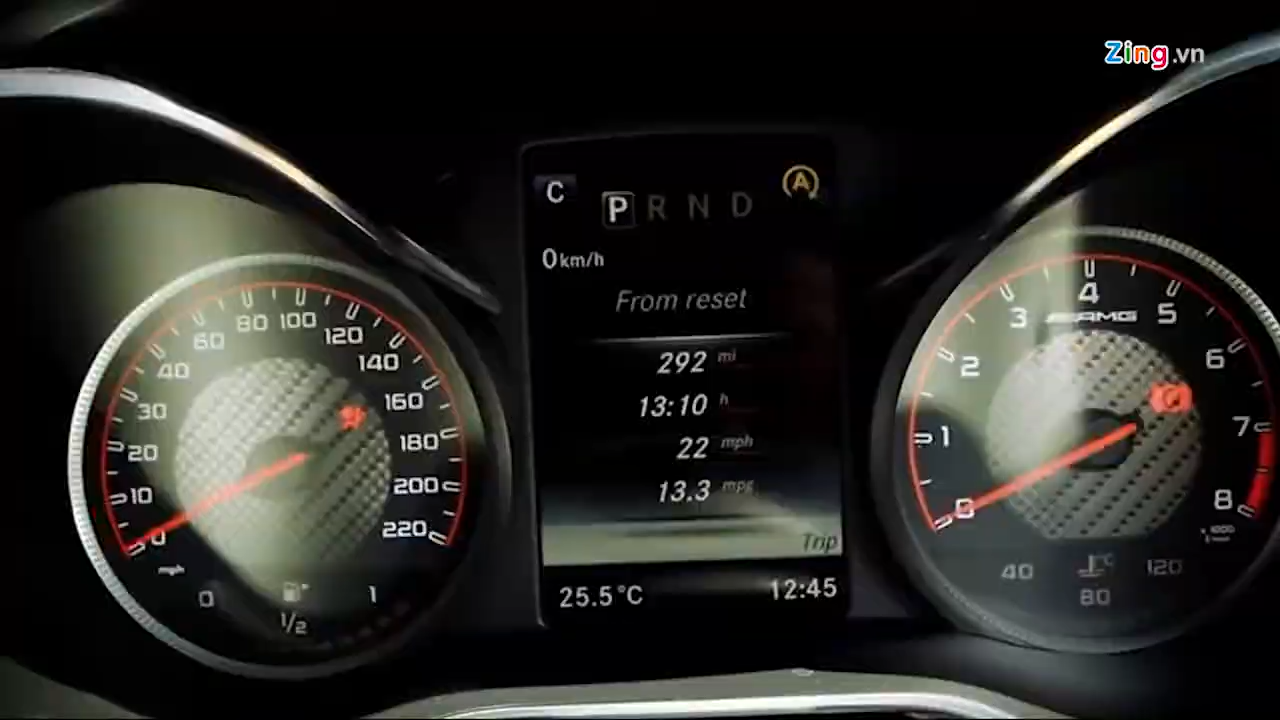 Zing.vn
C
P R N D
A
0 km/h
From reset
292 mi
13:10 h
22 mph
13.3 mpg
Trip
25.5°C 12:45
0
10
20
30
40
60
80
100
120
140
160
180
200
220
0 1/2 1
0
1
2
3
4
5
6
7
8
AMG
40 80 120
°C